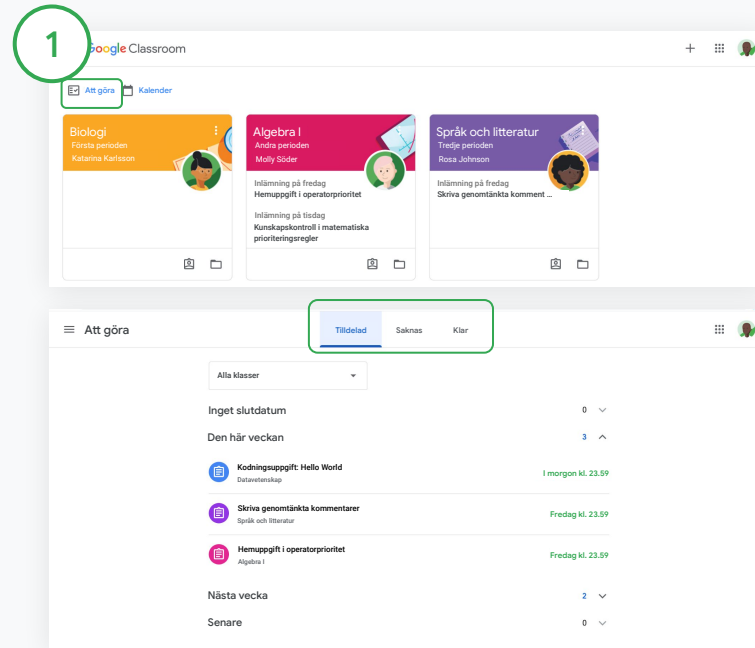 1
Google Classroom
Att göra
Kalender
Biologi
Första perioden
Katarina Karlsson
Algebra I
Andra perioden
Molly Söder
Inlämning på fredag
Hemuppgift i operatorprioritet
Inlämning på tisdag
Kunskapskontroll i matematiska
prioriteringsregler
Språk och litteratur
Tredje perioden
Rosa Johnson
Inlämning på fredag
Skriva genomtänkta komment ...
Att göra
Tilldelad
Saknas
Klar
Alla klasser
Inget slutdatum
0
Den här veckan
3
Kodningsuppgift: Hello World
Datavetenskap
I morgon kl. 23.59
Skriva genomtänkta kommentarer
Språk och litteratur
Fredag kl. 23.59
Hemuppgift i operatorprioritet
Algebra I
Fredag kl. 23.59
Nästa vecka
2
Senare
0